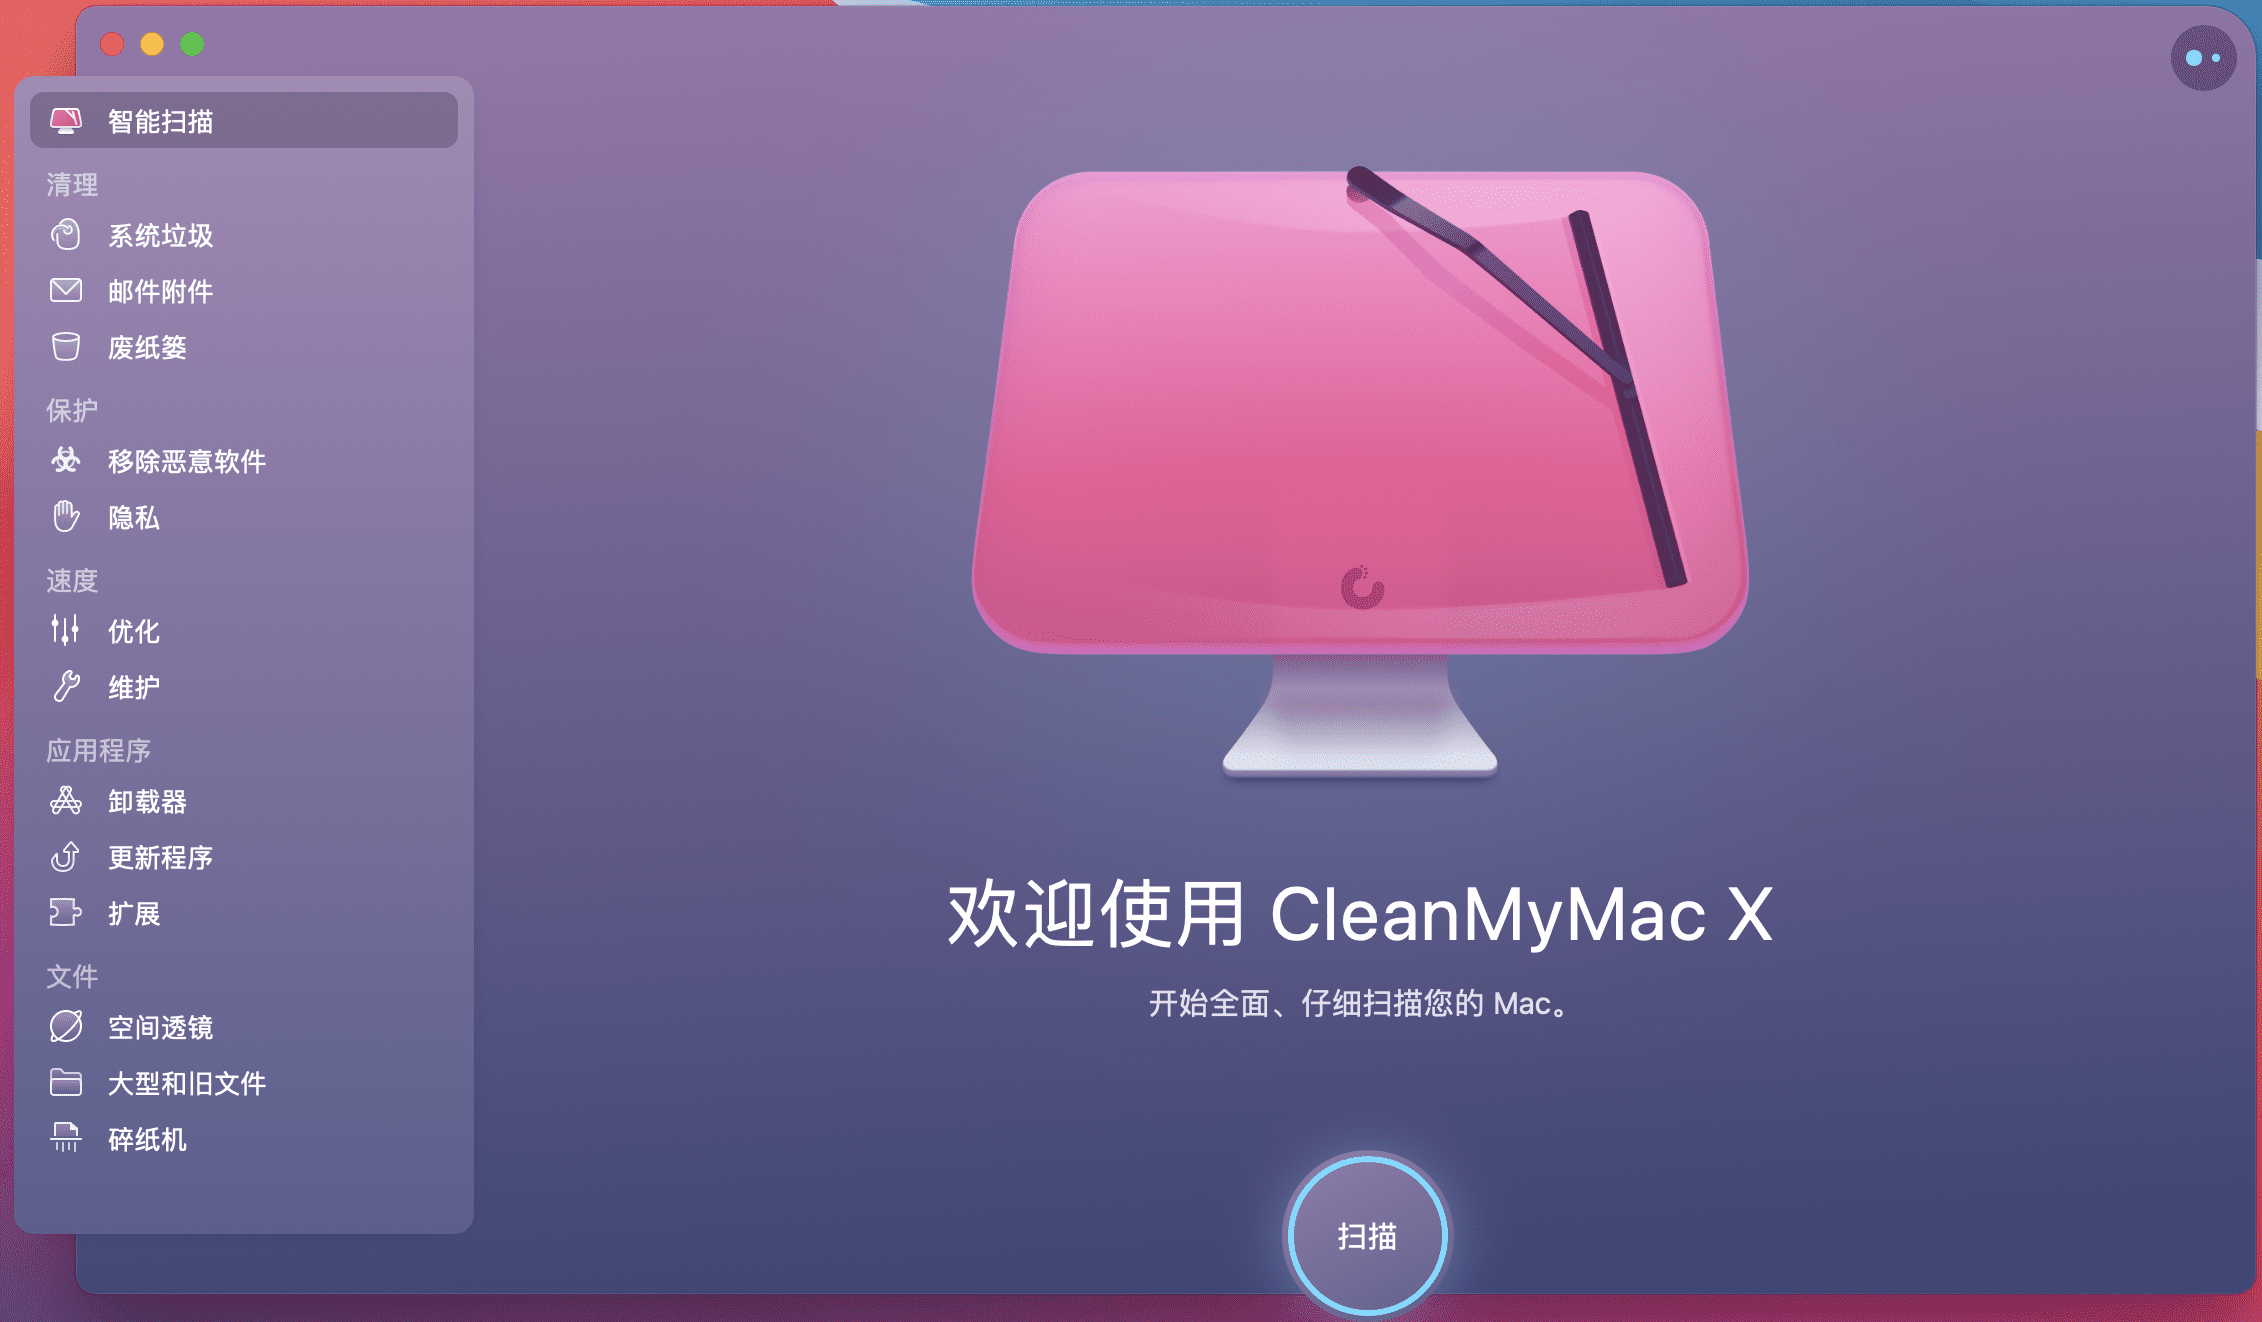 智能扫描
清理
系统垃圾
邮件附件
废纸篓
保护
移除恶意软件
隐私
速度
优化
维护
应用程序
卸载器
更新程序
扩展
文件
空间透镜
大型和旧文件
碎纸机
欢迎使用 CleanMyMac X
开始全面、仔细扫描您的 Mac。
扫描